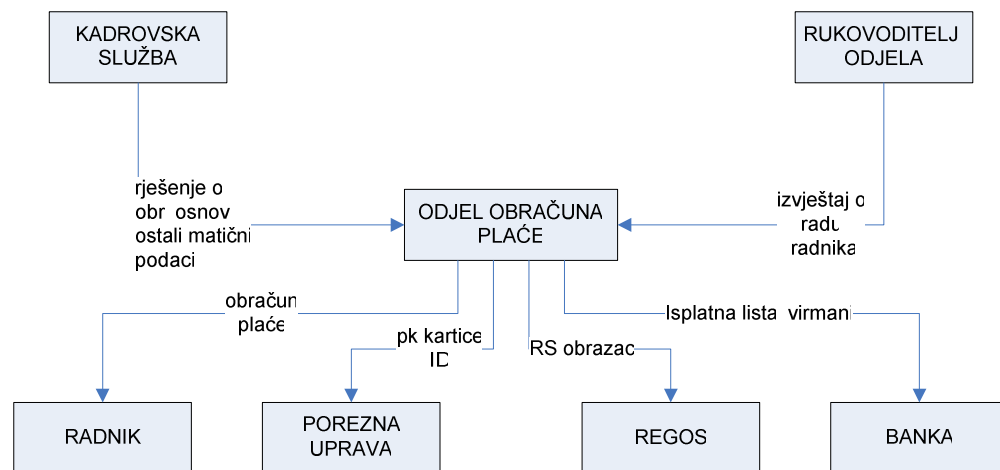 KADROVSKA
SLUŽBA
RUKOVODITELJ
ODJELA
rješenje o
obr osnov
ostali matični
podaci
ODJEL OBRAČUNA
PLAĆE
izvještaj o
radu
radnika
obračun
plaće
pk kartice
ID
RS obrazac
Isplatna lista virmani
RADNIK
POREZNA
UPRAVA
REGOS
BANKA